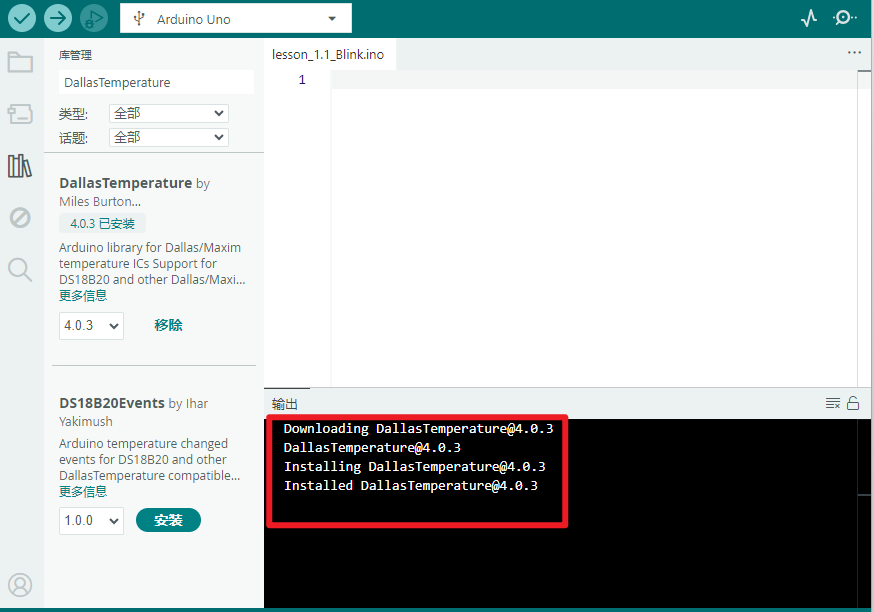 Arduino Uno
库管理
DallasTemperature
类型: 全部
话题: 全部
DallasTemperature by
Miles Burton...
4.0.3 已安装
Arduino library for Dallas/Maxim
temperature ICs Support for
DS18B20 and other Dallas/Maxi...
更多信息
4.0.3 移除
DS18B20Events by Ihar
Yakimush
Arduino temperature changed
events for DS18B20 and other
DallasTemperature compatible...
更多信息
1.0.0 安装
lesson_1.1_Blink.ino
1
输出
Downloading DallasTemperature@4.0.3
DallasTemperature@4.0.3
Installing DallasTemperature@4.0.3
Installed DallasTemperature@4.0.3